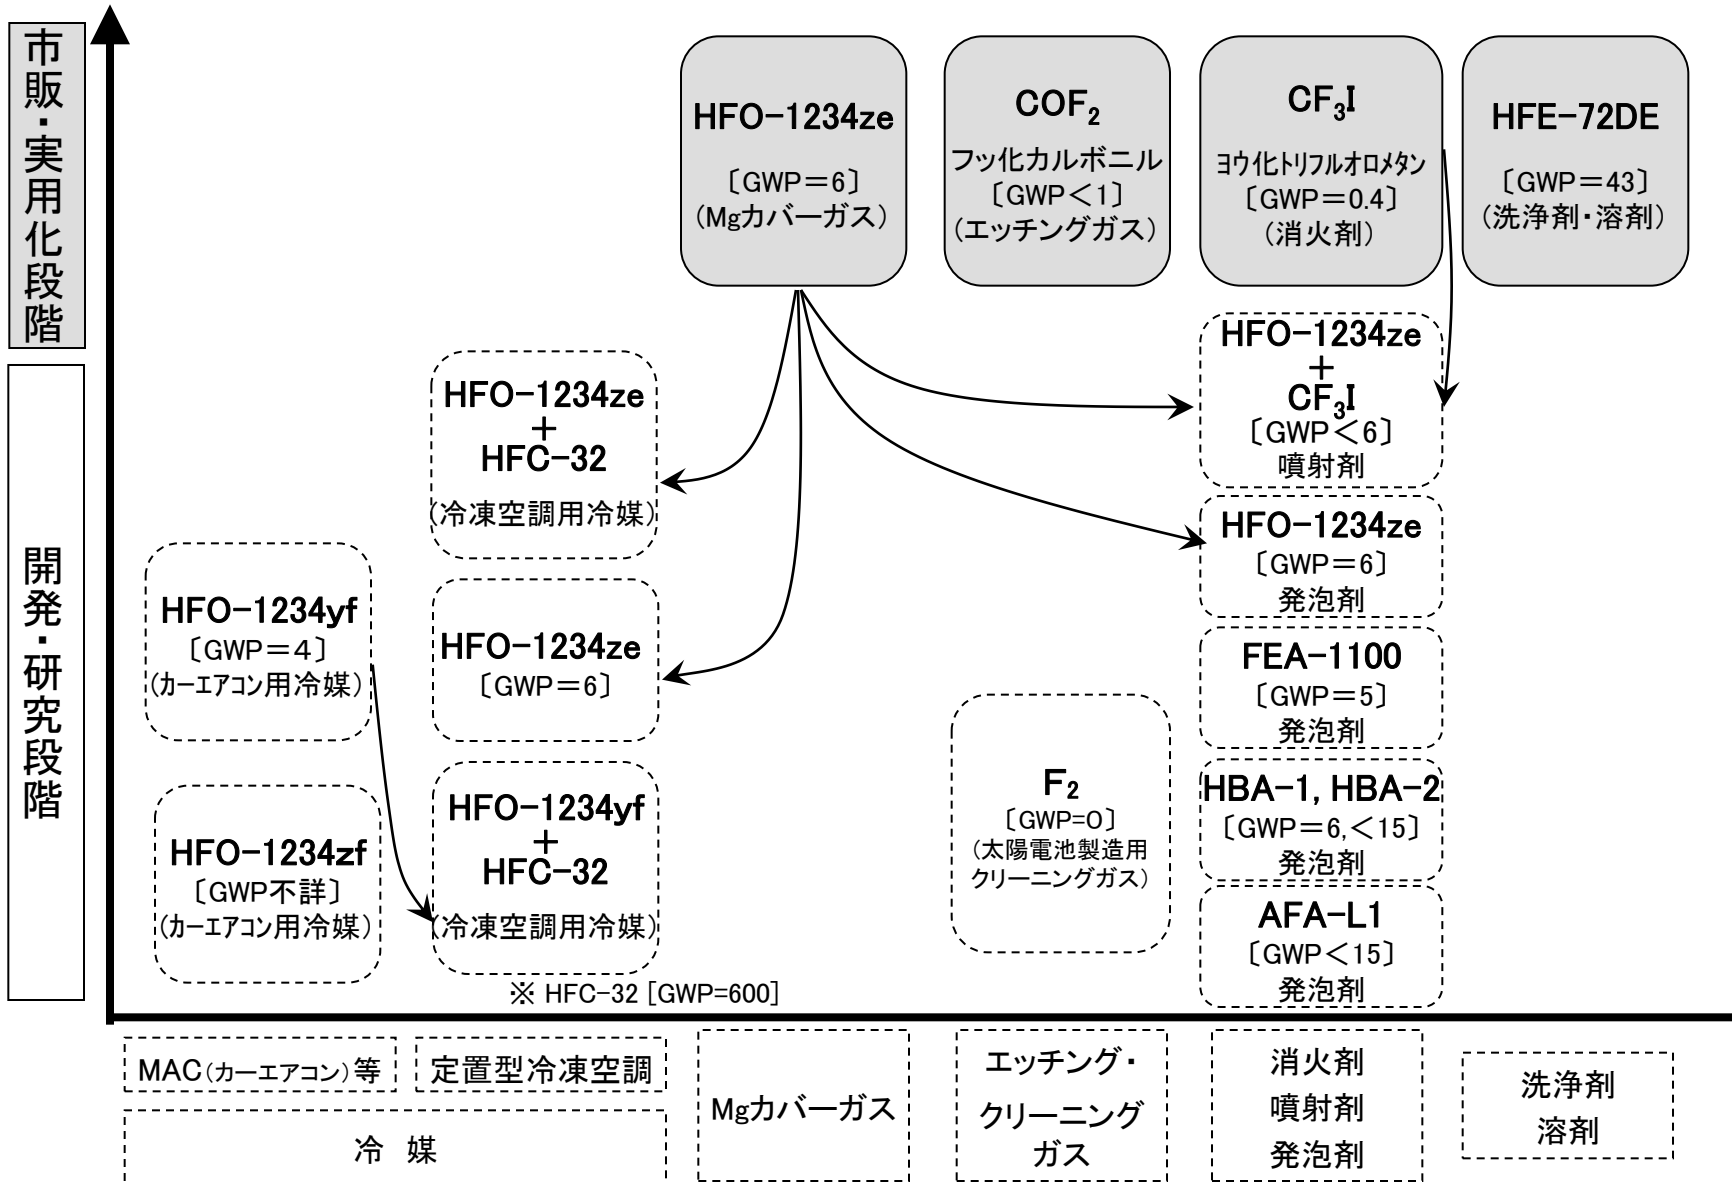 市販・実用化段階
HFO-1234ze
〔GWP=6〕
(Mgカバーガス)
COF₂
フッ化カルボニル
〔GWP<1〕
(エッチングガス)
CF₃I
ヨウ化トリフルオロメタン
〔GWP=0.4〕
(消火剤)
HFE-72DE
〔GWP=43〕
(洗浄剤・溶剤)
開発・研究段階
HFO-1234yf
〔GWP=4〕
(カーエアコン用冷媒)
HFO-1234zf
〔GWP不詳〕
(カーエアコン用冷媒)
HFO-1234ze
+
HFC-32
(冷凍空調用冷媒)
HFO-1234ze
〔GWP=6〕
HFO-1234yf
+
HFC-32
(冷凍空調用冷媒)
※ HFC-32 [GWP=600]
F₂
〔GWP=0〕
(太陽電池製造用
クリーニングガス)
HFO-1234ze
+
CF₃I
〔GWP<6〕
噴射剤
HFO-1234ze
〔GWP=6〕
発泡剤
FEA-1100
〔GWP=5〕
発泡剤
HBA-1, HBA-2
〔GWP=6,<15〕
発泡剤
AFA-L1
〔GWP<15〕
発泡剤
MAC(カーエアコン)等
定置型冷凍空調
冷 媒
Mgカバーガス
エッチング・
クリーニング
ガス
消火剤
噴射剤
発泡剤
洗浄剤
溶剤